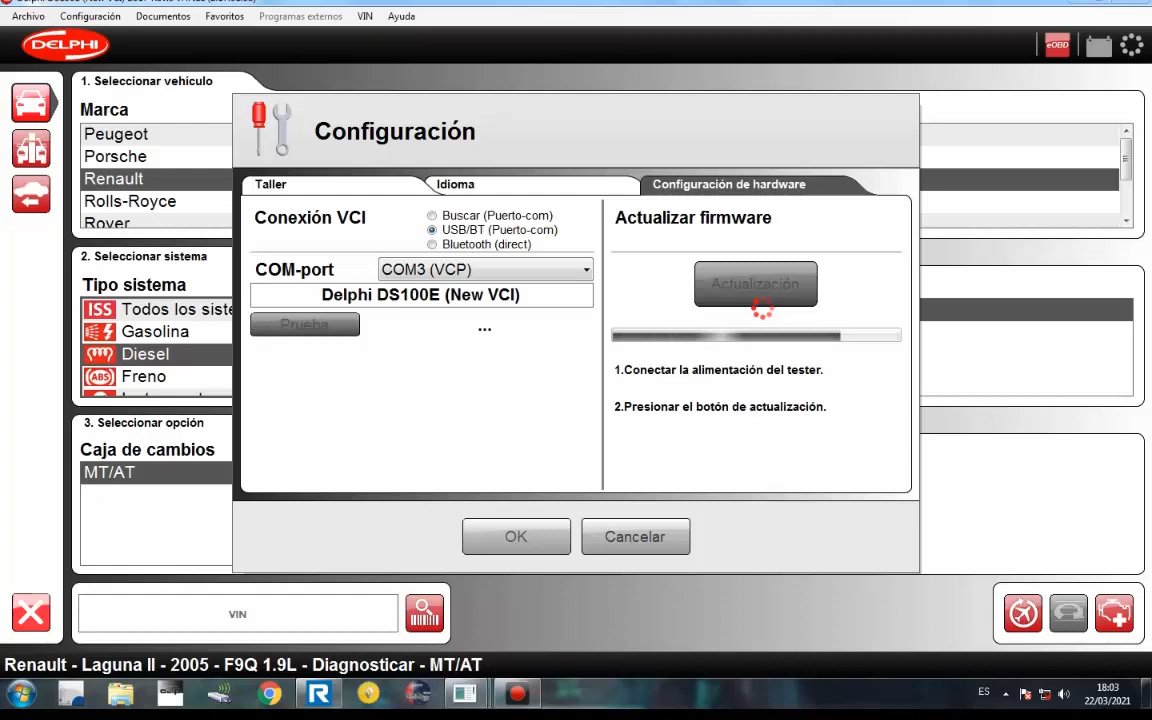 Archivo Configuración Documentos Favoritos Programas externos VIN Ayuda
DELPHI
eOBD
1. Seleccionar vehículo
Marca
Peugeot
Porsche
Renault
Rolls-Royce
Rover
2. Seleccionar sistema
Tipo sistema
ISS Todos los siste
Gasolina
Diesel
ABS Freno
3. Seleccionar opción
Caja de cambios
MT/AT
Configuración
Taller Idioma Configuración de hardware
Conexión VCI
Buscar (Puerto-com)
USB/BT (Puerto-com)
Bluetooth (direct)
COM-port COM3 (VCP)
Delphi DS100E (New VCI)
Prueba ...
Actualizar firmware
Actualización
1.Conectar la alimentación del tester.
2.Presionar el botón de actualización.
OK Cancelar
VIN
Renault - Laguna II - 2005 - F9Q 1.9L - Diagnosticar - MT/AT
R
ES
18:03
22/03/2021